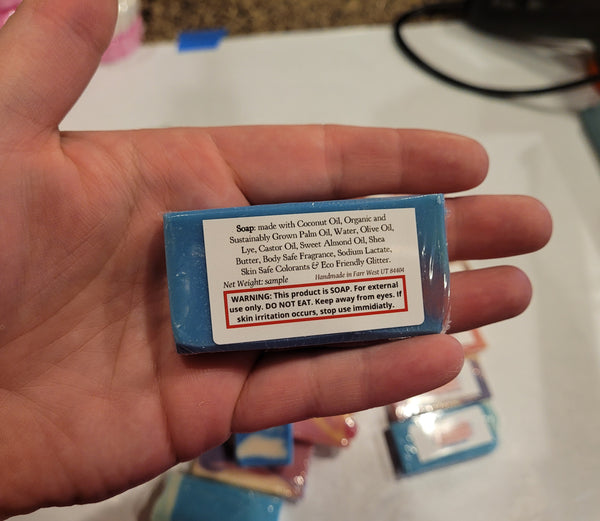 Soap: made with Coconut Oil, Organic and
Sustainably Grown Palm Oil, Water, Olive Oil,
Lye, Castor Oil, Sweet Almond Oil, Shea
Butter, Body Safe Fragrance, Sodium Lactate,
Skin Safe Colorants & Eco Friendly Glitter.
Net Weight: sample Handmade in Farr West UT 84404
WARNING: This product is SOAP. For external
use only. DO NOT EAT. Keep away from eyes. If
skin irritation occurs, stop use immidiatly.